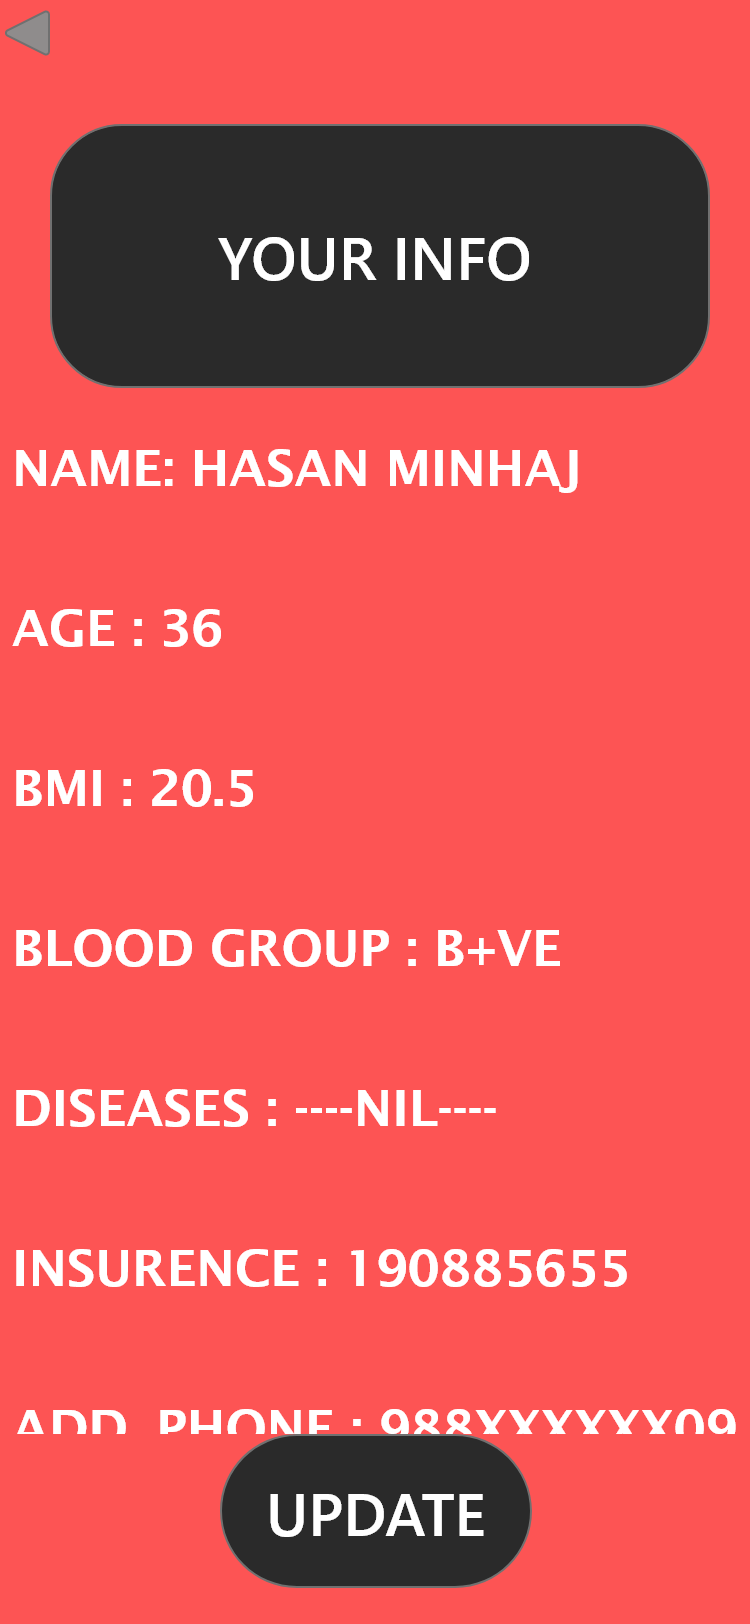 YOUR INFO
NAME: HASAN MINHAJ
AGE : 36
BMI : 20.5
BLOOD GROUP : B+VE
DISEASES : ----NIL----
INSURENCE : 190885655
ADD. PHONE : 988XXXXXX09
UPDATE